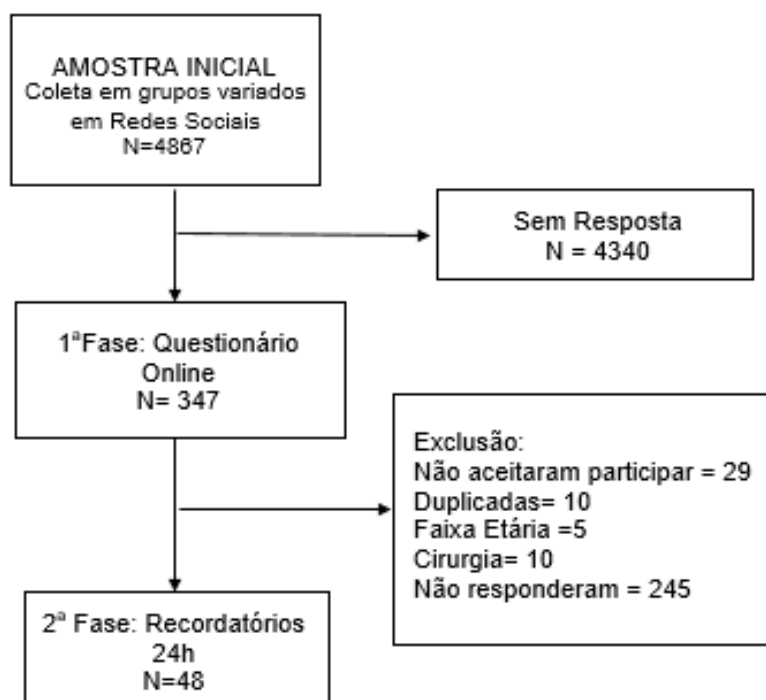 AMOSTRA INICIAL
Coleta em grupos variados
em Redes Sociais
N=4867
Sem Resposta
N = 4340
1ªFase: Questionário
Online
N= 347
Exclusão:
Não aceitaram participar = 29
Duplicadas= 10
Faixa Etária =5
Cirurgia= 10
Não responderam = 245
2ª Fase: Recordatórios
24h
N=48